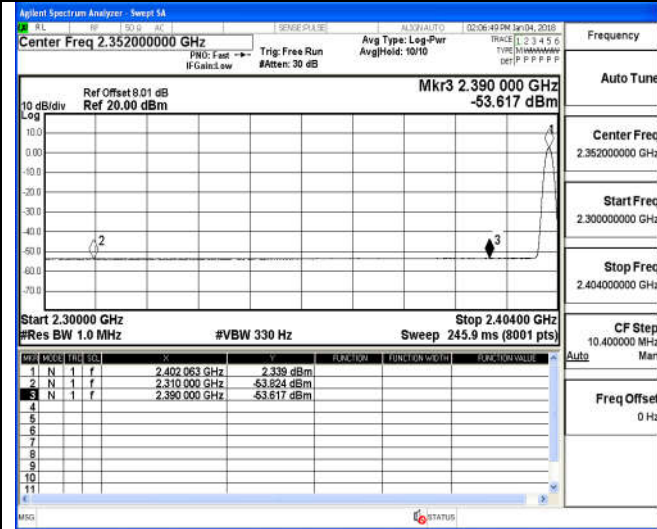 Agilent Spectrum Analyzer - Swept SA
RL RF 50 Ω AC SENSE:PULSE ALIGNAUTO 02:06:49 PM Jan 04, 2018
Center Freq 2.352000000 GHz
PNO: Fast
IFGain:Low
Trig: Free Run
#Atten: 30 dB
Avg Type: Log-Pwr
Avg|Hold: 10/10
TRACE 1 2 3 4 5 6
TYPE M
DET P P P P P P
Frequency
Auto Tune
Center Freq
2.352000000 GHz
Start Freq
2.300000000 GHz
Stop Freq
2.404000000 GHz
CF Step
10.400000 MHz
Auto Man
Freq Offset
0 Hz
Mkr3 2.390 000 GHz
-53.617 dBm
Ref Offset 8.01 dB
Ref 20.00 dBm
10 dB/div
Log
10.0
0.00
-10.0
-20.0
-30.0
-40.0
-50.0
-60.0
-70.0
1
2
3
Start 2.30000 GHz Stop 2.40400 GHz
#Res BW 1.0 MHz #VBW 330 Hz Sweep 245.9 ms (8001 pts)
MKR MODE TRC SCL X Y FUNCTION FUNCTION WIDTH FUNCTION VALUE
1 N 1 f 2.402 063 GHz 2.339 dBm
2 N 1 f 2.310 000 GHz -53.824 dBm
3 N 1 f 2.390 000 GHz -53.617 dBm
4
5
6
7
8
9
10
11
MSG STATUS